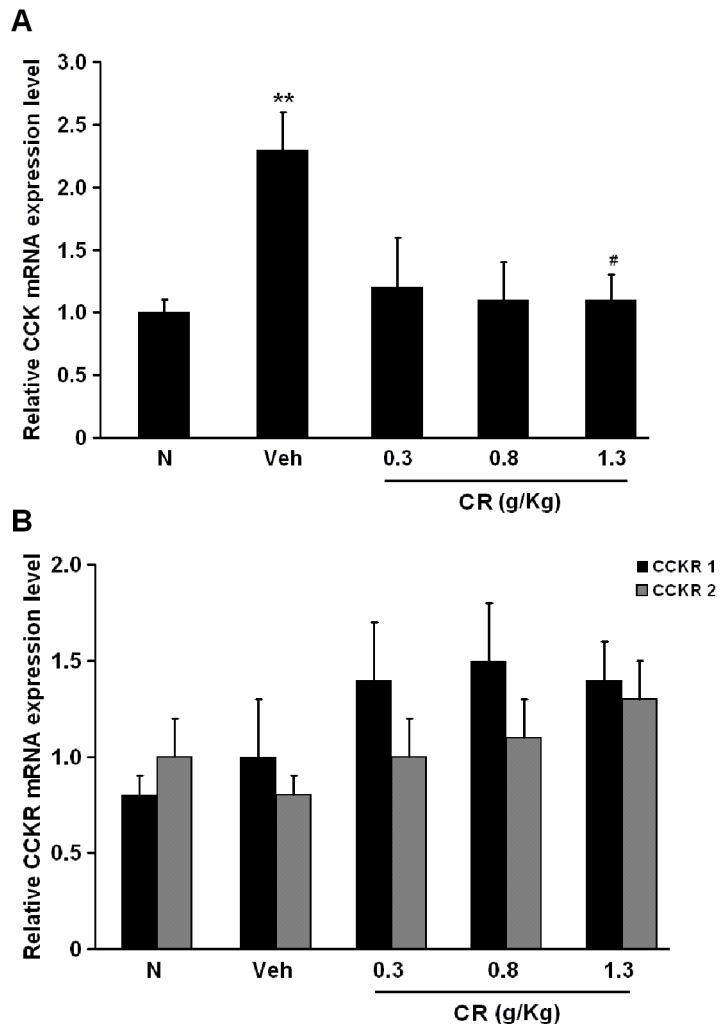 A
Relative CCK mRNA expression level
3.0
2.5
2.0
1.5
1.0
0.5
0
**
#
N Veh 0.3 0.8 1.3
CR (g/Kg)
B
Relative CCKR mRNA expression level
2.0
1.5
1.0
0.5
0
CCKR 1
CCKR 2
N Veh 0.3 0.8 1.3
CR (g/Kg)